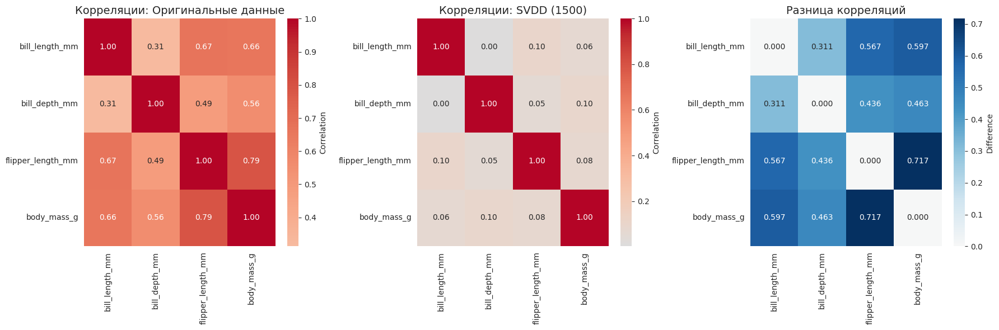 Корреляции: Оригинальные данные
bill_length_mm
bill_depth_mm
flipper_length_mm
body_mass_g
1.00 0.31 0.67 0.66
0.31 1.00 0.49 0.56
0.67 0.49 1.00 0.79
0.66 0.56 0.79 1.00
bill_length_mm
bill_depth_mm
flipper_length_mm
body_mass_g
1.0
0.9
0.8
0.7
0.6
0.5
0.4
Correlation
Корреляции: SVDD (1500)
bill_length_mm
bill_depth_mm
flipper_length_mm
body_mass_g
1.00 0.00 0.10 0.06
0.00 1.00 0.05 0.10
0.10 0.05 1.00 0.08
0.06 0.10 0.08 1.00
bill_length_mm
bill_depth_mm
flipper_length_mm
body_mass_g
1.0
0.8
0.6
0.4
0.2
Correlation
Разница корреляций
bill_length_mm
bill_depth_mm
flipper_length_mm
body_mass_g
0.000 0.311 0.567 0.597
0.311 0.000 0.436 0.463
0.567 0.436 0.000 0.717
0.597 0.463 0.717 0.000
bill_length_mm
bill_depth_mm
flipper_length_mm
body_mass_g
0.7
0.6
0.5
0.4
0.3
0.2
0.1
0.0
Difference